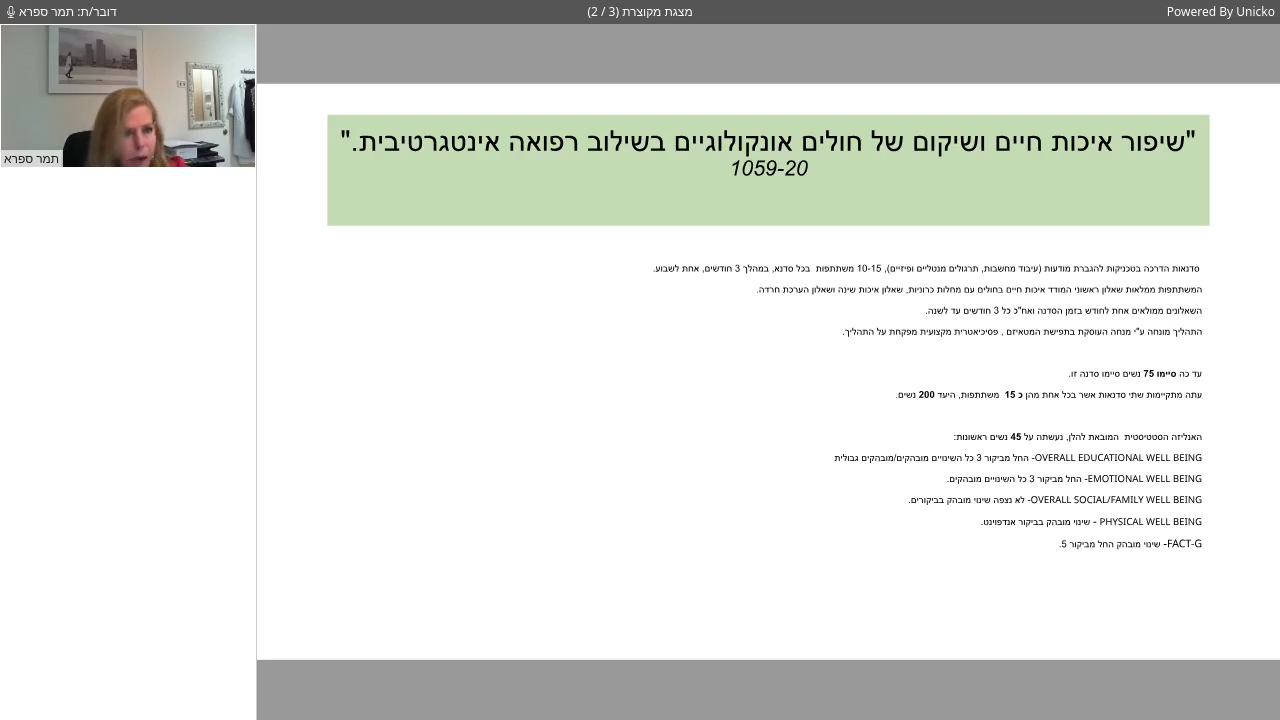 דובר/ת: תמר ספרא
מצגת מקוצרת (3 / 2)
Powered By Unicko
תמר ספרא
"שיפור איכות חיים ושיקום של חולים אונקולוגיים בשילוב רפואה אינטגרטיבית."
1059-20
סדנאות הדרכה בטכניקות להגברת מודעות (עיבוד מחשבות, תרגולים מנטליים ופיזיים), 10-15 משתתפות בכל סדנא, במהלך 3 חודשים, אחת לשבוע.
המשתתפות ממלאות שאלון ראשוני המודד איכות חיים בחולים עם מחלות כרוניות, שאלון איכות שינה ושאלון הערכת חרדה.
השאלונים ממולאים אחת לחודש בזמן הסדנה ואח"כ כל 3 חודשים עד לשנה.
התהליך מונחה ע"י מנחה העוסקת בתפישת המטאיזם , פסיכיאטרית מקצועית מפקחת על התהליך.
עד כה סיימו 75 נשים סיימו סדנה זו.
עתה מתקיימות שתי סדנאות אשר בכל אחת מהן כ 15 משתתפות, היעד 200 נשים.
האנליזה הסטטיסטית המובאת להלן, נעשתה על 45 נשים ראשונות:
OVERALL EDUCATIONAL WELL BEING- החל מביקור 3 כל השינויים מובהקים/מובהקים גבולית
EMOTIONAL WELL BEING- החל מביקור 3 כל השינויים מובהקים.
OVERALL SOCIAL/FAMILY WELL BEING- לא נצפה שינוי מובהק בביקורים.
PHYSICAL WELL BEING - שינוי מובהק בביקור אנדפוינט.
FACT-G- שינוי מובהק החל מביקור 5.